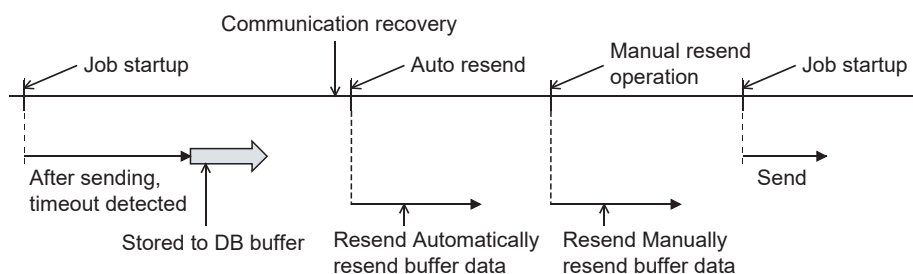 Communication recovery
Job startup
Auto resend
Manual resend
operation
Job startup
After sending,
timeout detected
Stored to DB buffer
Resend Automatically
resend buffer data
Resend Manually
resend buffer data
Send